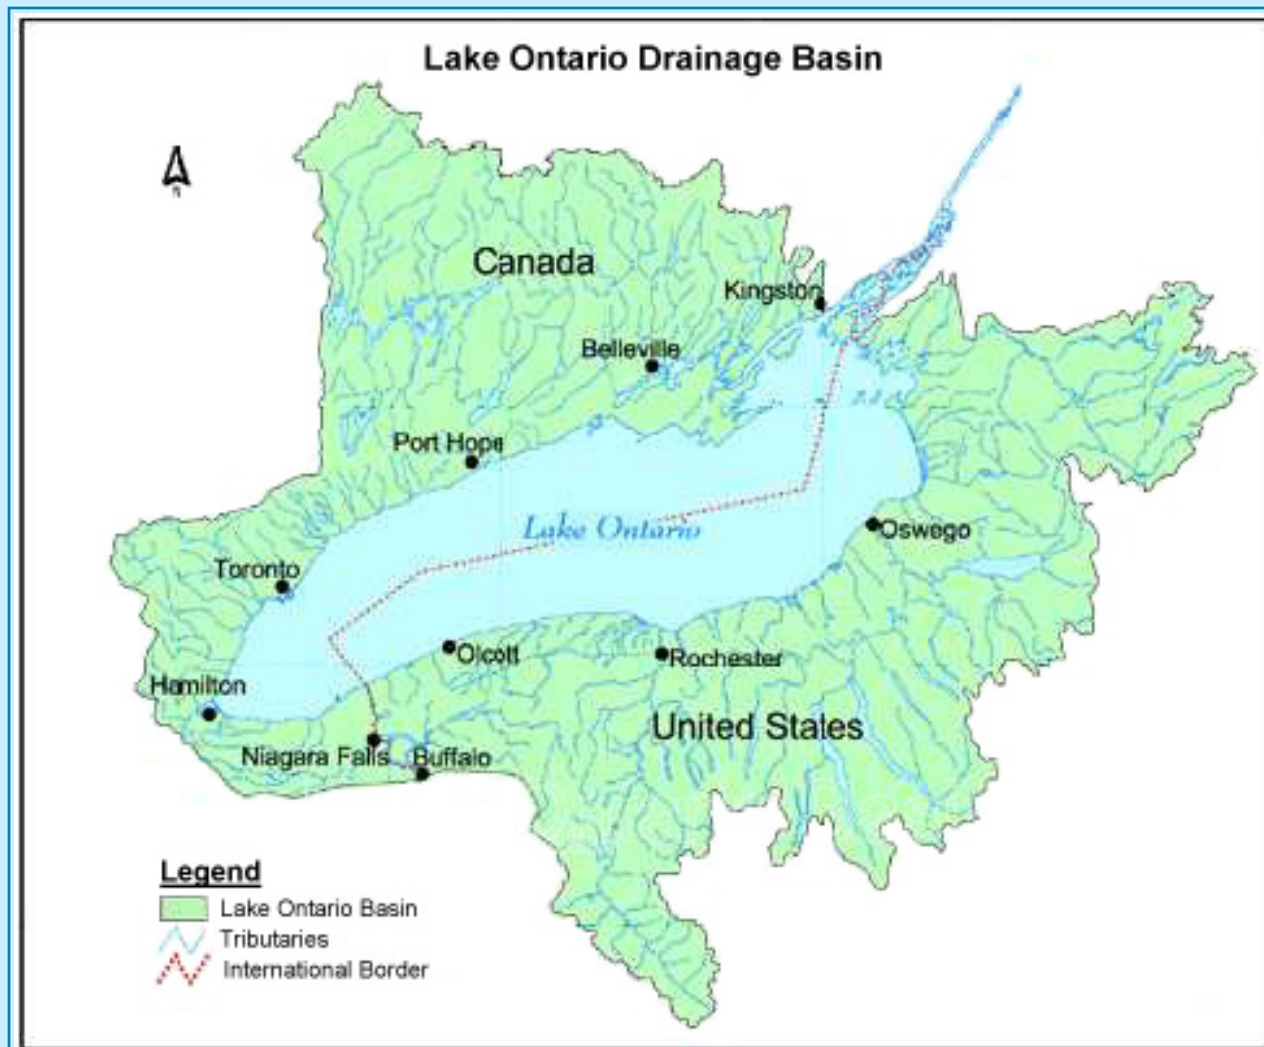 Lake Ontario Drainage Basin
N
Canada
Kingston
Belleville
Port Hope
Lake Ontario
Oswego
Toronto
Olcott
Rochester
Hamilton
United States
Niagara Falls
Buffalo
Legend
Lake Ontario Basin
Tributaries
International Border